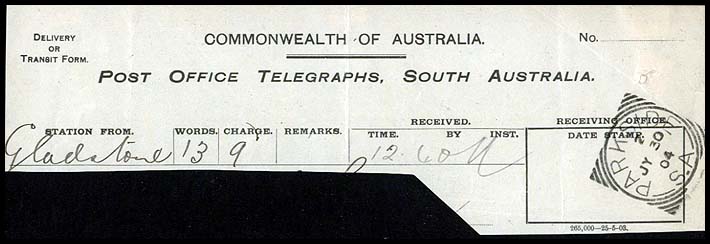 DELIVERY
OR
TRANSIT FORM.
COMMONWEALTH OF AUSTRALIA.
No.
POST OFFICE TELEGRAPHS, SOUTH AUSTRALIA.
STATION FROM.
WORDS.
CHARGE.
REMARKS.
RECEIVED.
TIME. BY INST.
RECEIVING OFFICE
DATE STAMP.
Gladstone 13 9
PARKSIDE
JY 30
04
S.A
265,000—25-5-03.